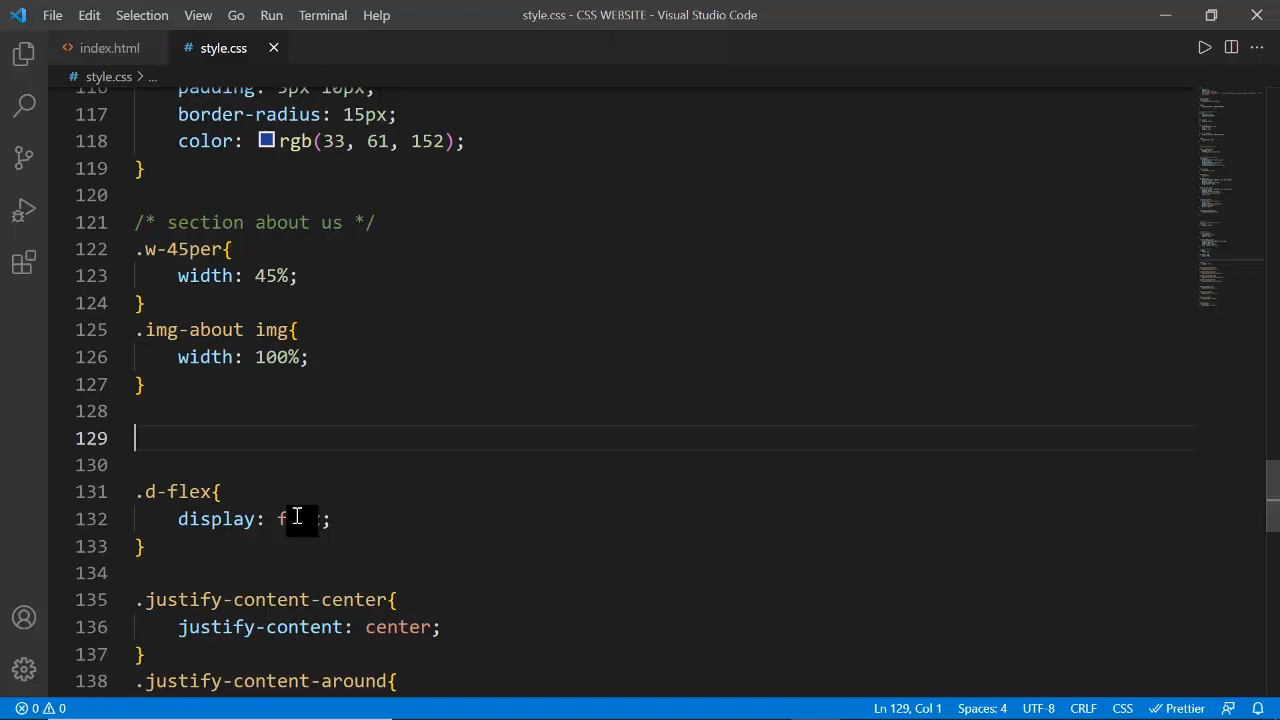 File Edit Selection View Go Run Terminal Help style.css - CSS WEBSITE - Visual Studio Code
index.html # style.css
# style.css > ...
117 border-radius: 15px;
118 color: rgb(33, 61, 152);
119 }
120
121 /* section about us */
122 .w-45per{
123 width: 45%;
124 }
125 .img-about img{
126 width: 100%;
127 }
128
129
130
131 .d-flex{
132 display:
133 }
134
135 .justify-content-center{
136 justify-content: center;
137 }
138 .justify-content-around{
0 0 Ln 129, Col 1 Spaces: 4 UTF-8 CRLF CSS Prettier